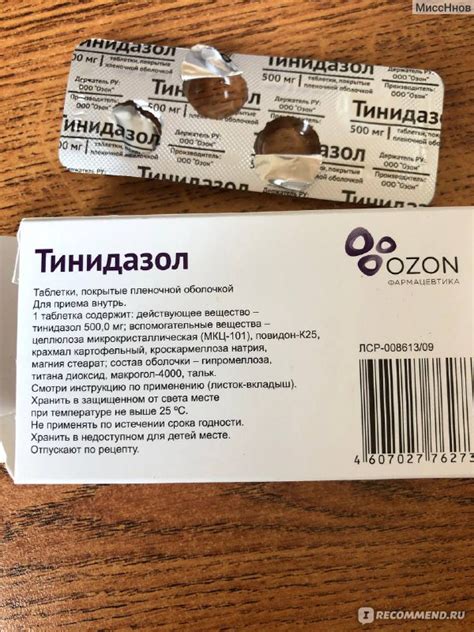 МиссНнов
Тинидазол
таблетки, покрытые
пленочной оболочкой
500 мг
Держатель РУ:
ООО "Озон"
Производитель:
ООО "Озон"
Тинидазол
OZON
ФАРМАЦЕВТИКА
Таблетки, покрытые пленочной оболочкой
Для приема внутрь.
1 таблетка содержит: действующее вещество –
тинидазол 500,0 мг; вспомогательные вещества –
целлюлоза микрокристаллическая (МКЦ-101), повидон-К25,
крахмал картофельный, кроскармеллоза натрия,
магния стеарат; состав оболочки – гипромеллоза,
титана диоксид, макрогол-4000, тальк.
Смотри инструкцию по применению (листок-вкладыш).
Хранить в защищенном от света месте
при температуре не выше 25 ºС.
Не применять по истечении срока годности.
Хранить в недоступном для детей месте.
Отпускают по рецепту.
ЛСР-008613/09
4 607027 76273
IRECOMMEND.RU